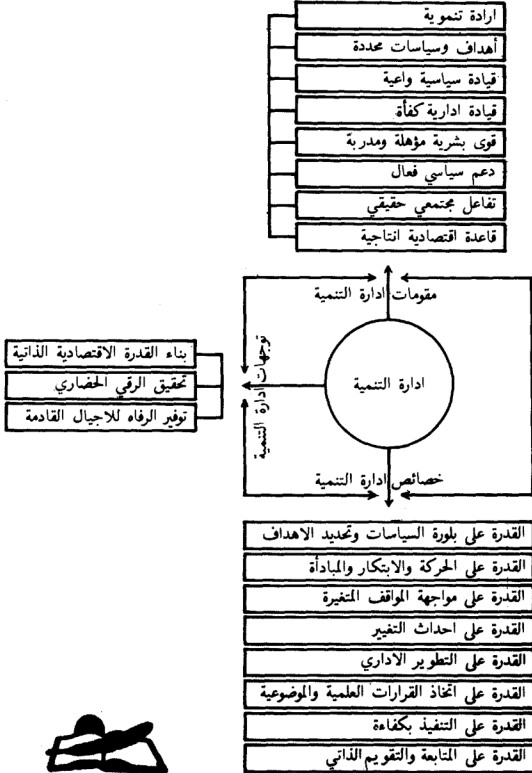 ارادة تنموية
أهداف وسياسات محددة
قيادة سياسية واعية
قيادة ادارية كفأة
قوى بشرية مؤهلة ومدربة
دعم سياسي فعال
تفاعل مجتمعي حقيقي
قاعدة اقتصادية انتاجية
مقومات ادارة التنمية
ادارة التنمية
توجهات ادارة التنمية
بناء القدرة الاقتصادية الذاتية
تحقيق الرقي الحضاري
توفير الرفاه للاجيال القادمة
خصائص ادارة التنمية
القدرة على بلورة السياسات وتحديد الاهداف
القدرة على الحركة والابتكار والمبادأة
القدرة على مواجهة المواقف المتغيرة
القدرة على احداث التغيير
القدرة على التطوير الاداري
القدرة على اتخاذ القرارات العلمية والموضوعية
القدرة على التنفيذ بكفاءة
القدرة على المتابعة والتقويم الذاتي